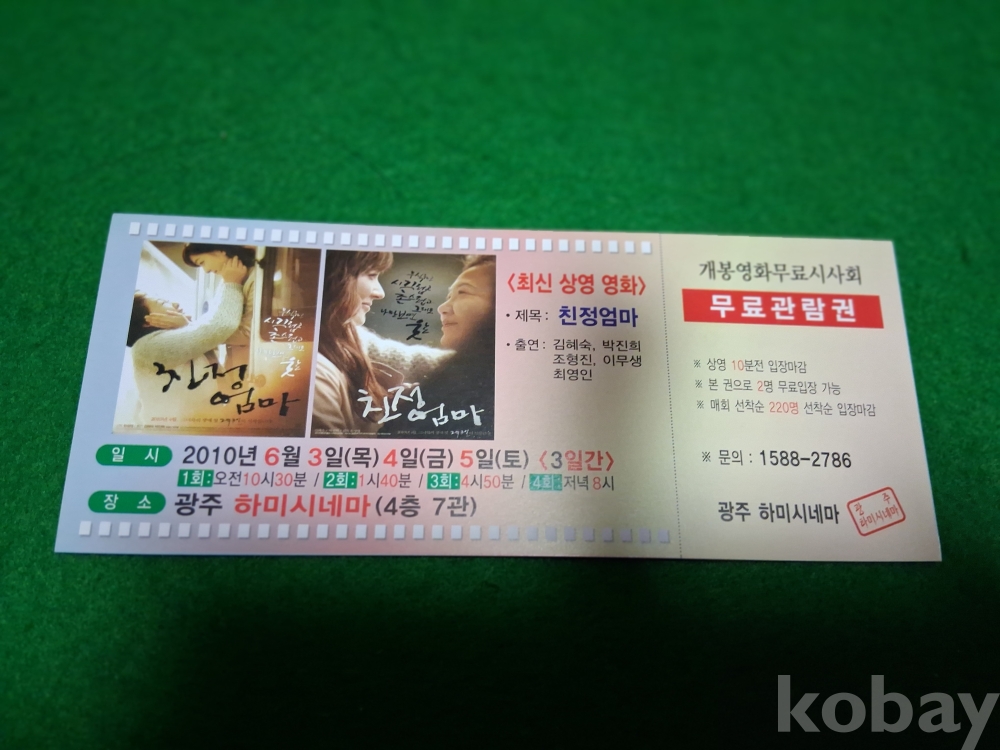 친정
엄마
친정엄마
<최신 상영 영화>
• 제목 : 친정엄마
• 출연 : 김혜숙, 박진희
조형진, 이무생
최영인
일 시 2010년 6월 3일(목) 4일(금) 5일(토) <3일간>
1회:오전10시30분 / 2회:1시40분 / 3회:4시50분 / 4회:저녁8시
장 소 광주 하미시네마 (4층 7관)
개봉영화무료시사회
무료관람권
※ 상영 10분전 입장마감
※ 본 권으로 2명 무료입장 가능
※ 매회 선착순 220명 선착순 입장마감
※ 문의 : 1588-2786
광주 하미시네마
광주
하미시네마
kobay